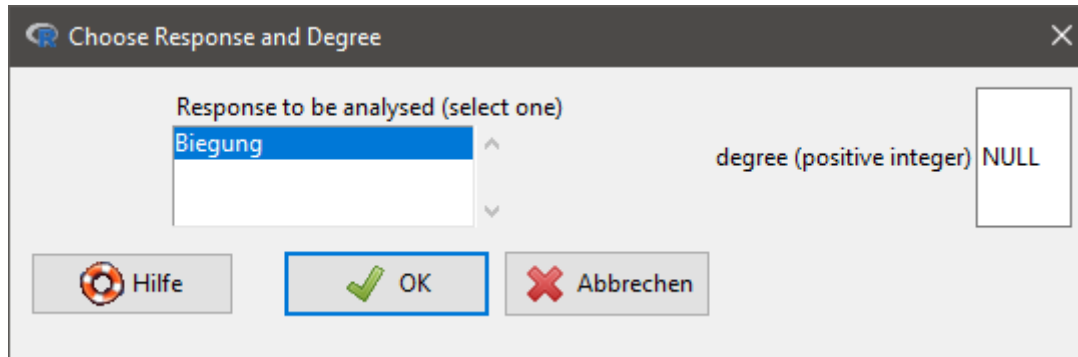 Choose Response and Degree
Response to be analysed (select one)
Biegung
degree (positive integer) NULL
Hilfe
OK
Abbrechen